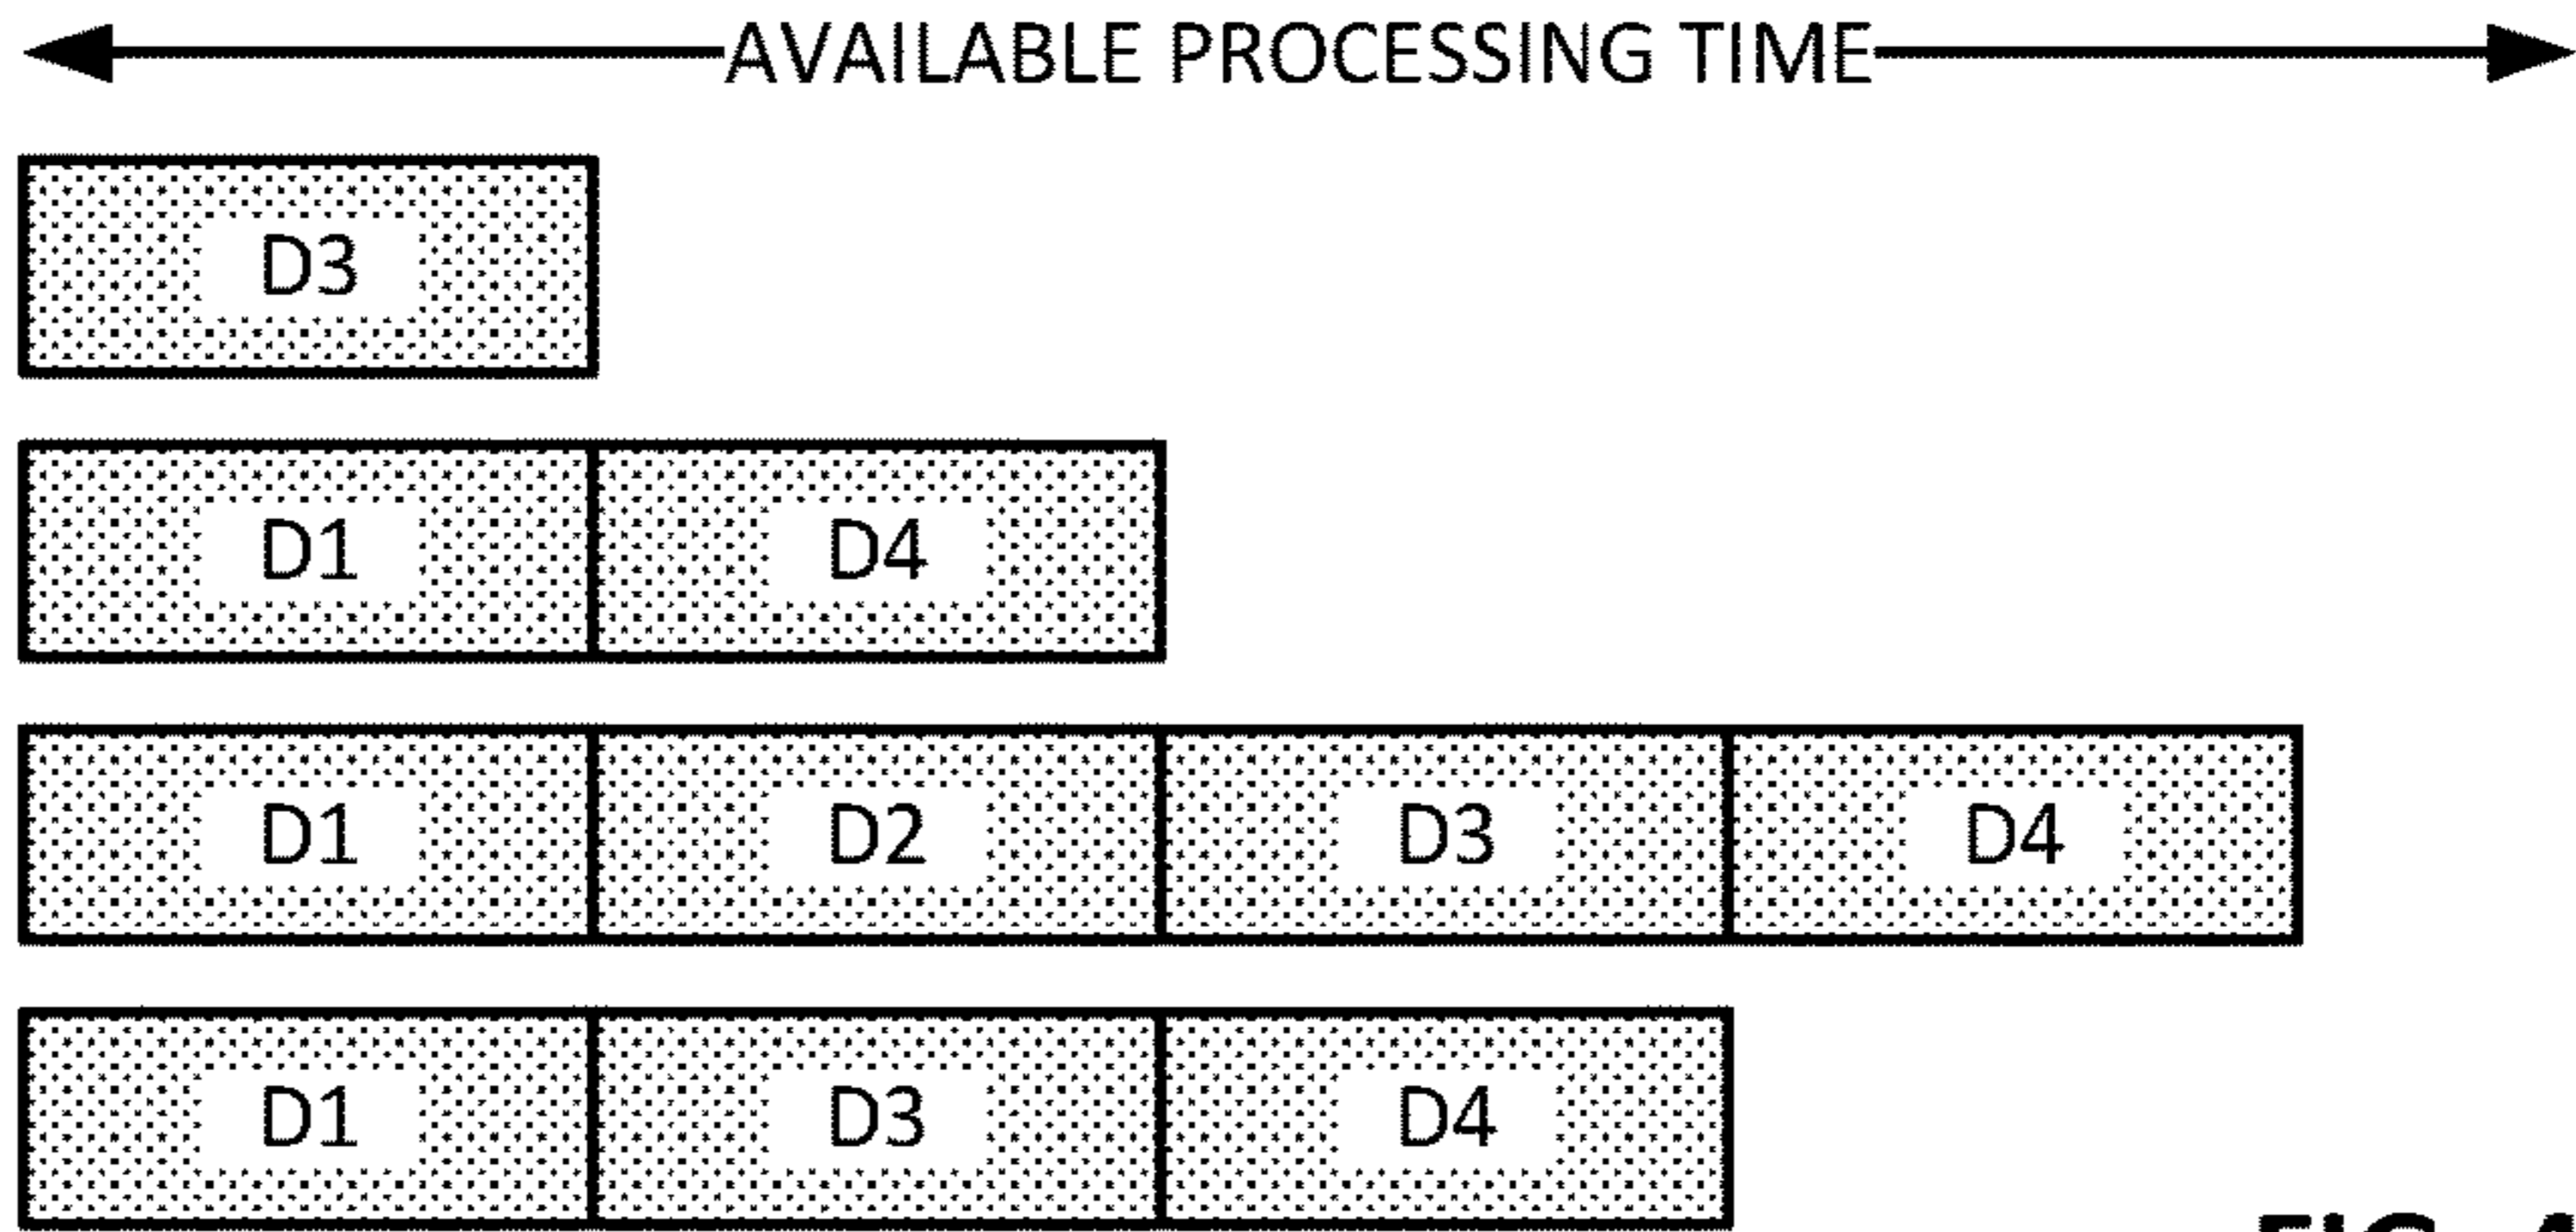 AVAILABLE PROCESSING TIME
D3
D1 D4
D1 D2 D3 D4
D1 D3 D4